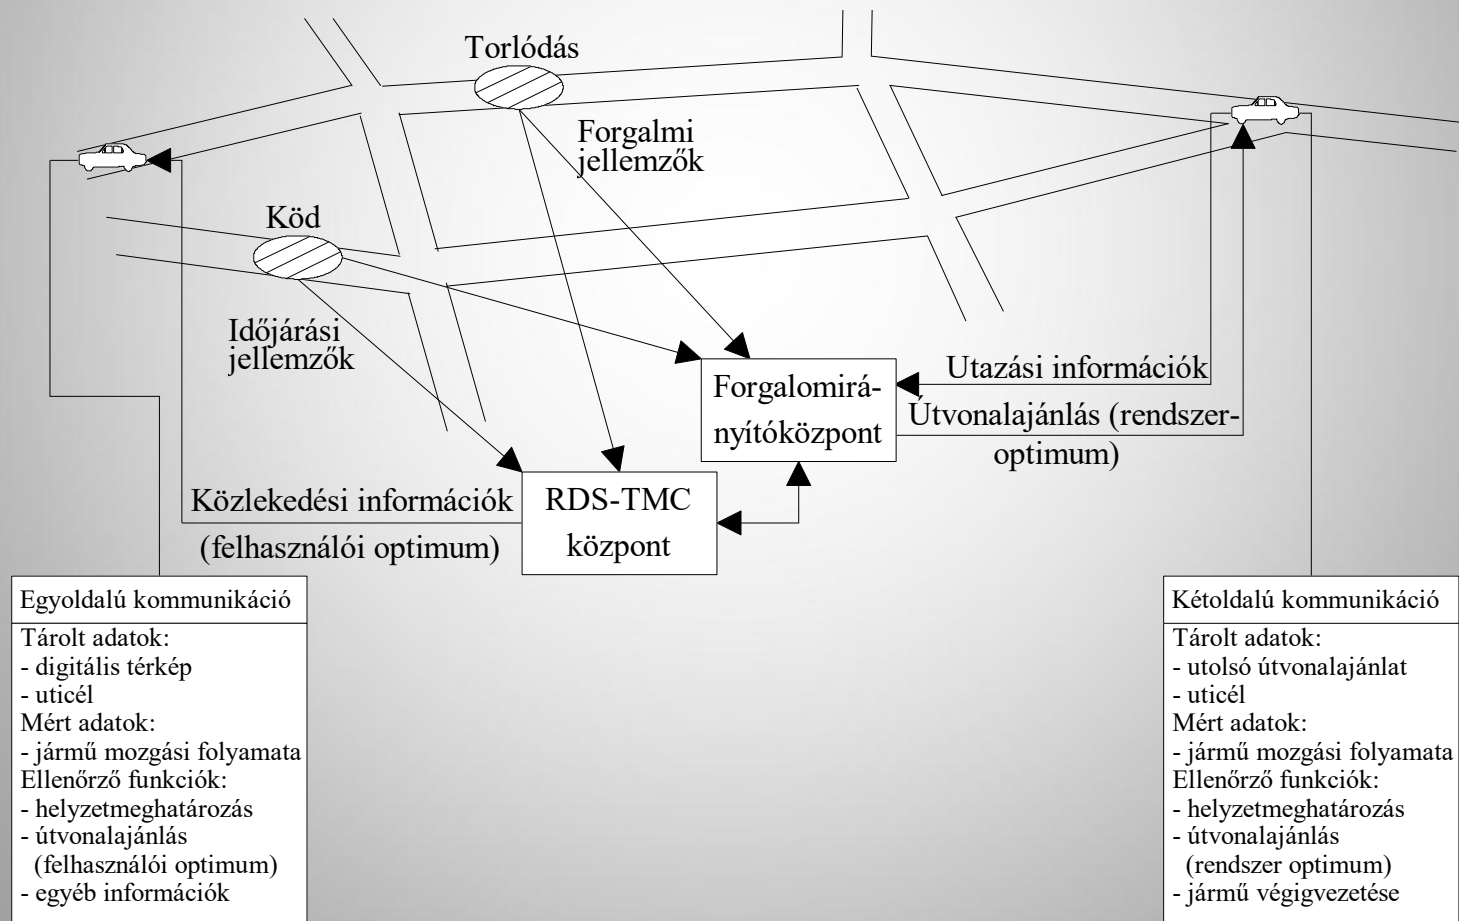 Torlódás
Forgalmi
jellemzők
Köd
Időjárási
jellemzők
Forgalomirá-
nyítóközpont
Utazási információk
Útvonalajánlás (rendszer-
optimum)
RDS-TMC
központ
Közlekedési információk
(felhasználói optimum)
Egyoldalú kommunikáció
Tárolt adatok:
- digitális térkép
- uticél
Mért adatok:
- jármű mozgási folyamata
Ellenőrző funkciók:
- helyzetmeghatározás
- útvonalajánlás
(felhasználói optimum)
- egyéb információk
Kétoldalú kommunikáció
Tárolt adatok:
- utolsó útvonalajánlat
- uticél
Mért adatok:
- jármű mozgási folyamata
Ellenőrző funkciók:
- helyzetmeghatározás
- útvonalajánlás
(rendszer optimum)
- jármű végigvezetése